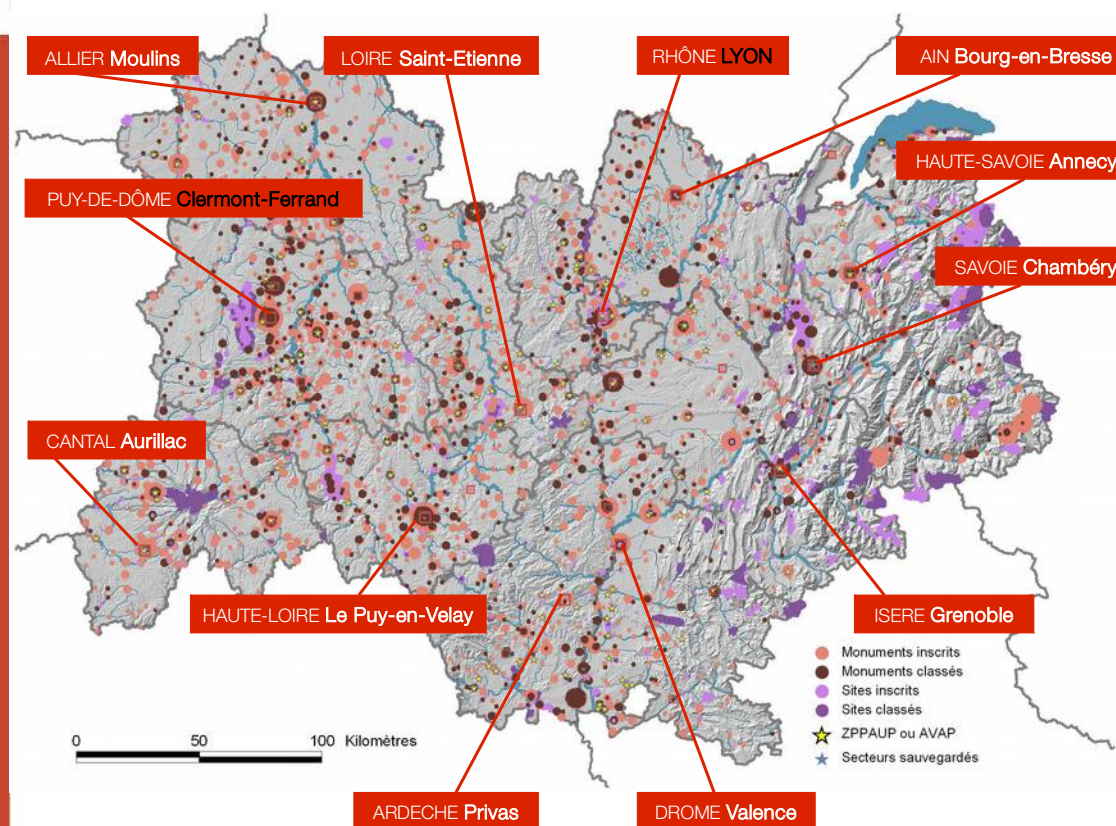 ALLIER Moulins
LOIRE Saint-Etienne
RHÔNE LYON
AIN Bourg-en-Bresse
HAUTE-SAVOIE Annecy
PUY-DE-DÔME Clermont-Ferrand
SAVOIE Chambéry
CANTAL Aurillac
HAUTE-LOIRE Le Puy-en-Velay
ISERE Grenoble
Monuments inscrits
Monuments classés
Sites inscrits
Sites classés
ZPPAUP ou AVAP
Secteurs sauvegardés
0 50 100 Kilomètres
ARDECHE Privas
DROME Valence